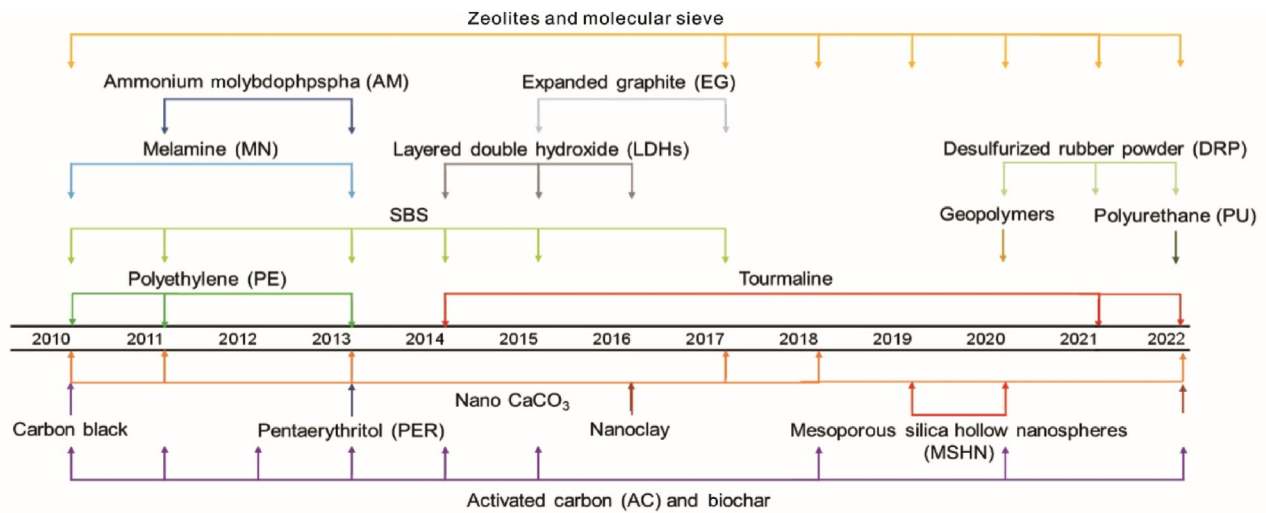 Zeolites and molecular sieve
Ammonium molybdophpspha (AM)
Expanded graphite (EG)
Melamine (MN)
Layered double hydroxide (LDHs)
Desulfurized rubber powder (DRP)
SBS
Geopolymers
Polyurethane (PU)
Polyethylene (PE)
Tourmaline
2010 2011 2012 2013 2014 2015 2016 2017 2018 2019 2020 2021 2022
Nano CaCO₃
Carbon black
Pentaerythritol (PER)
Nanoclay
Mesoporous silica hollow nanospheres
(MSHN)
Activated carbon (AC) and biochar